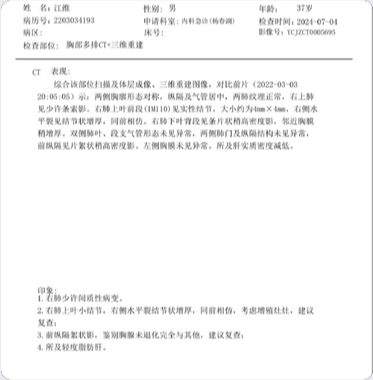 姓 名：江维 性别：男 年龄： 37岁
病历号：2203034193 申请科室：内科急诊(杨春湖) 检查时间：2024-07-04
病区： 床号： 影像号：YCJZCT0005695
检查部位： 胸部多排CT+三维重建
CT 表现：
综合该部位扫描及体层成像、三维重建图像，对比前片（2022-03-03
20:05:05）示：两侧胸廓形态对称，纵隔及气管居中，两肺纹理正常，右上肺
见少许条索影。右肺上叶前段(IM110)见实性结节，大小约为4mm×4mm，右侧水
平裂见结节状增厚，同前相仿。右肺下叶背段见条片状稍高密度影，邻近胸膜
稍增厚。双侧肺叶、段支气管形态未见异常，两侧肺门及纵隔结构未见异常，
前纵隔见片絮状稍高密度影。左侧胸膜未见异常。所及肝实质密度减低。
印象：
1. 右肺少许间质性病变。
2. 右肺上叶小结节，右侧水平裂结节状增厚，同前相仿，考虑增殖灶灶，建议
复查；
3. 前纵隔絮状影，鉴别胸腺未退化完全与其他，建议复查；
4. 所及轻度脂肪肝。